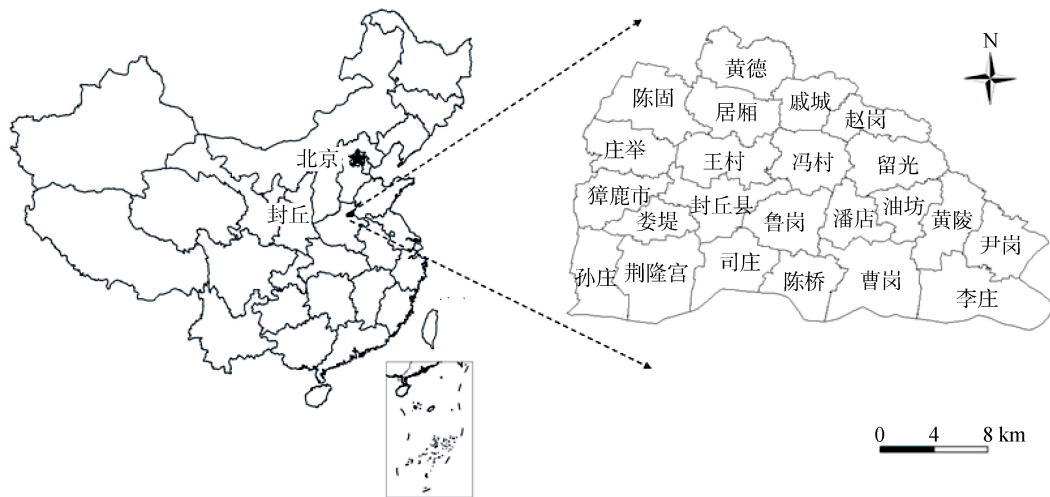 北京
封丘
N
黄德
陈固
居厢
戚城
赵岗
庄举
王村
冯村
留光
獐鹿市
封丘县
娄堤
鲁岗
潘店
油坊
黄陵
尹岗
孙庄
荆隆宫
司庄
陈桥
曹岗
李庄
0 4 8 km